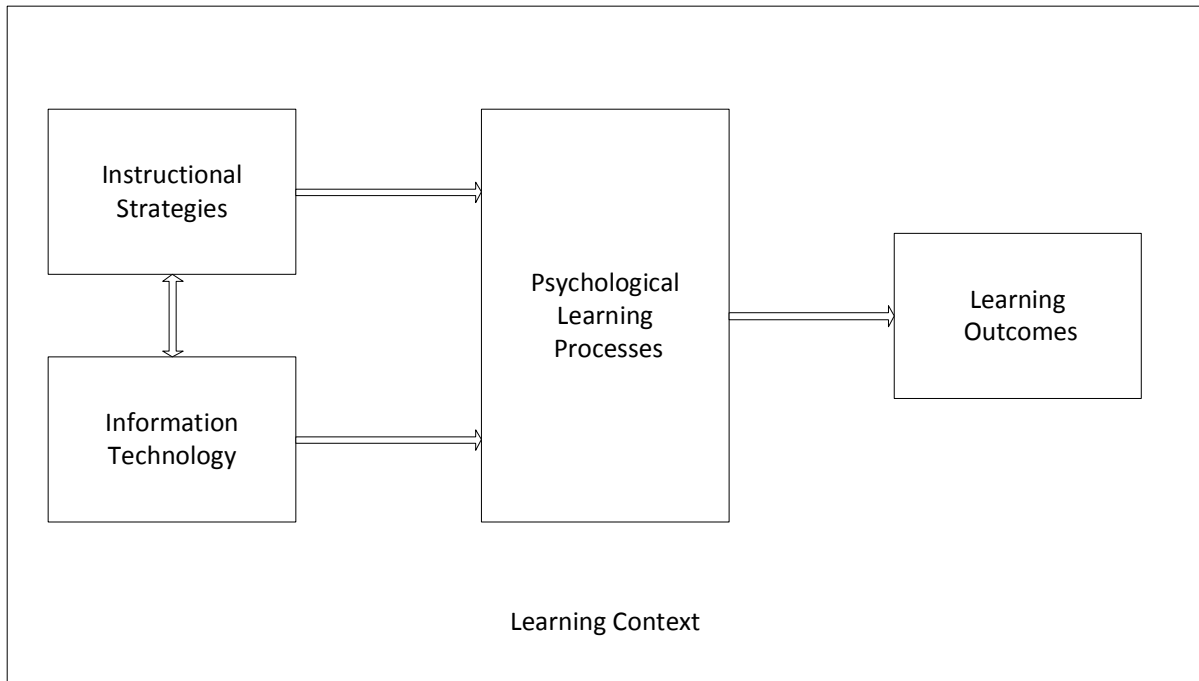 Instructional
Strategies
Information
Technology
Psychological
Learning
Processes
Learning
Outcomes
Learning Context